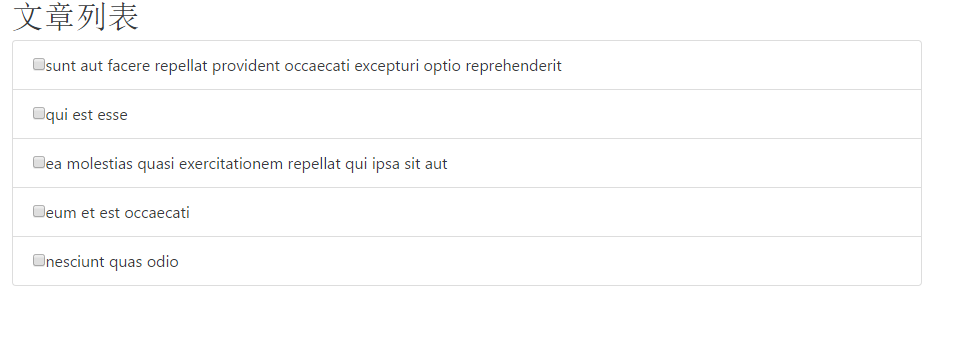 文章列表
sunt aut facere repellat provident occaecati excepturi optio reprehenderit
qui est esse
ea molestias quasi exercitationem repellat qui ipsa sit aut
eum et est occaecati
nesciunt quas odio